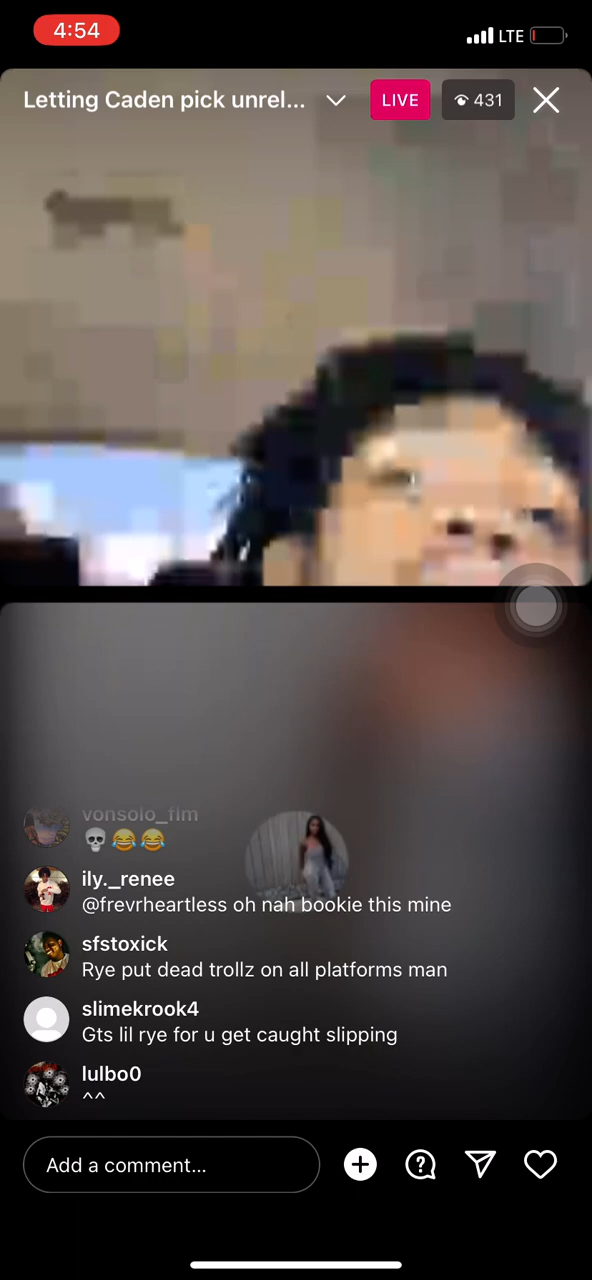 4:54
LTE
Letting Caden pick unrel...
LIVE
431
vonsolo_flm
💀😂😂
ily._renee
@frevrheartless oh nah bookie this mine
sfstoxick
Rye put dead trollz on all platforms man
slimekrook4
Gts lil rye for u get caught slipping
lulbo0
^^
Add a comment...